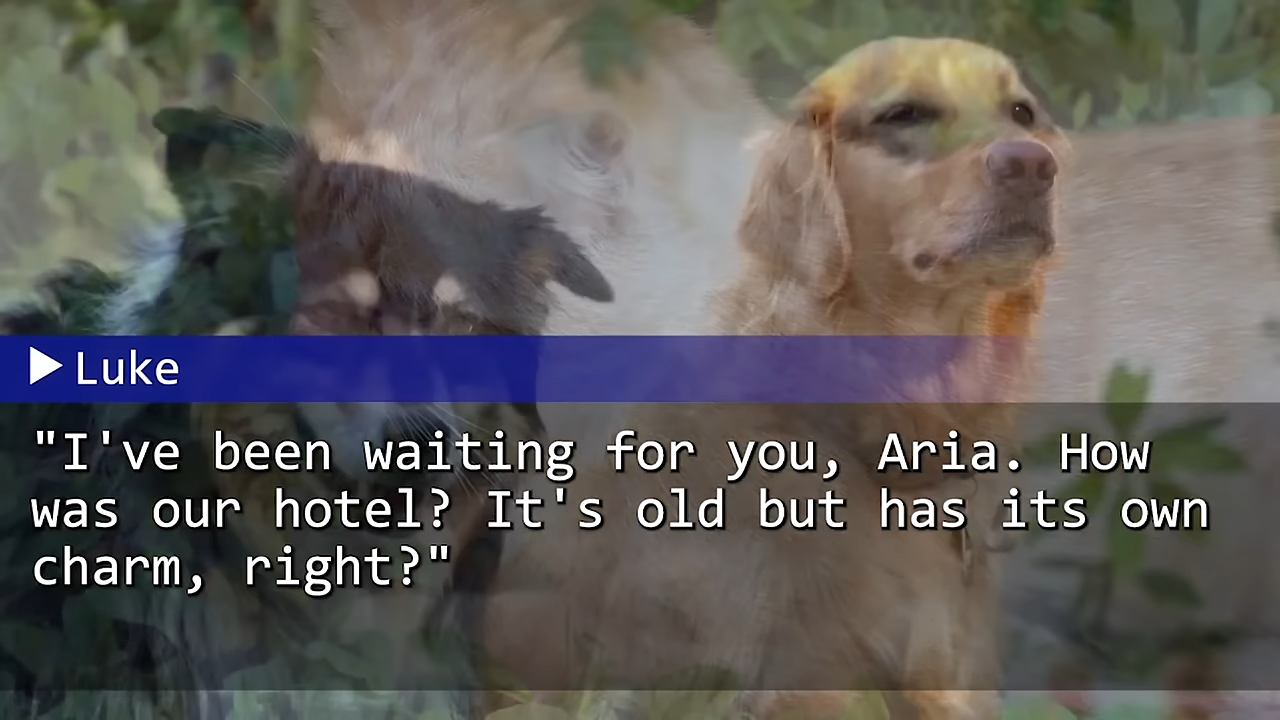 Luke
"I've been waiting for you, Aria. How
was our hotel? It's old but has its own
charm, right?"